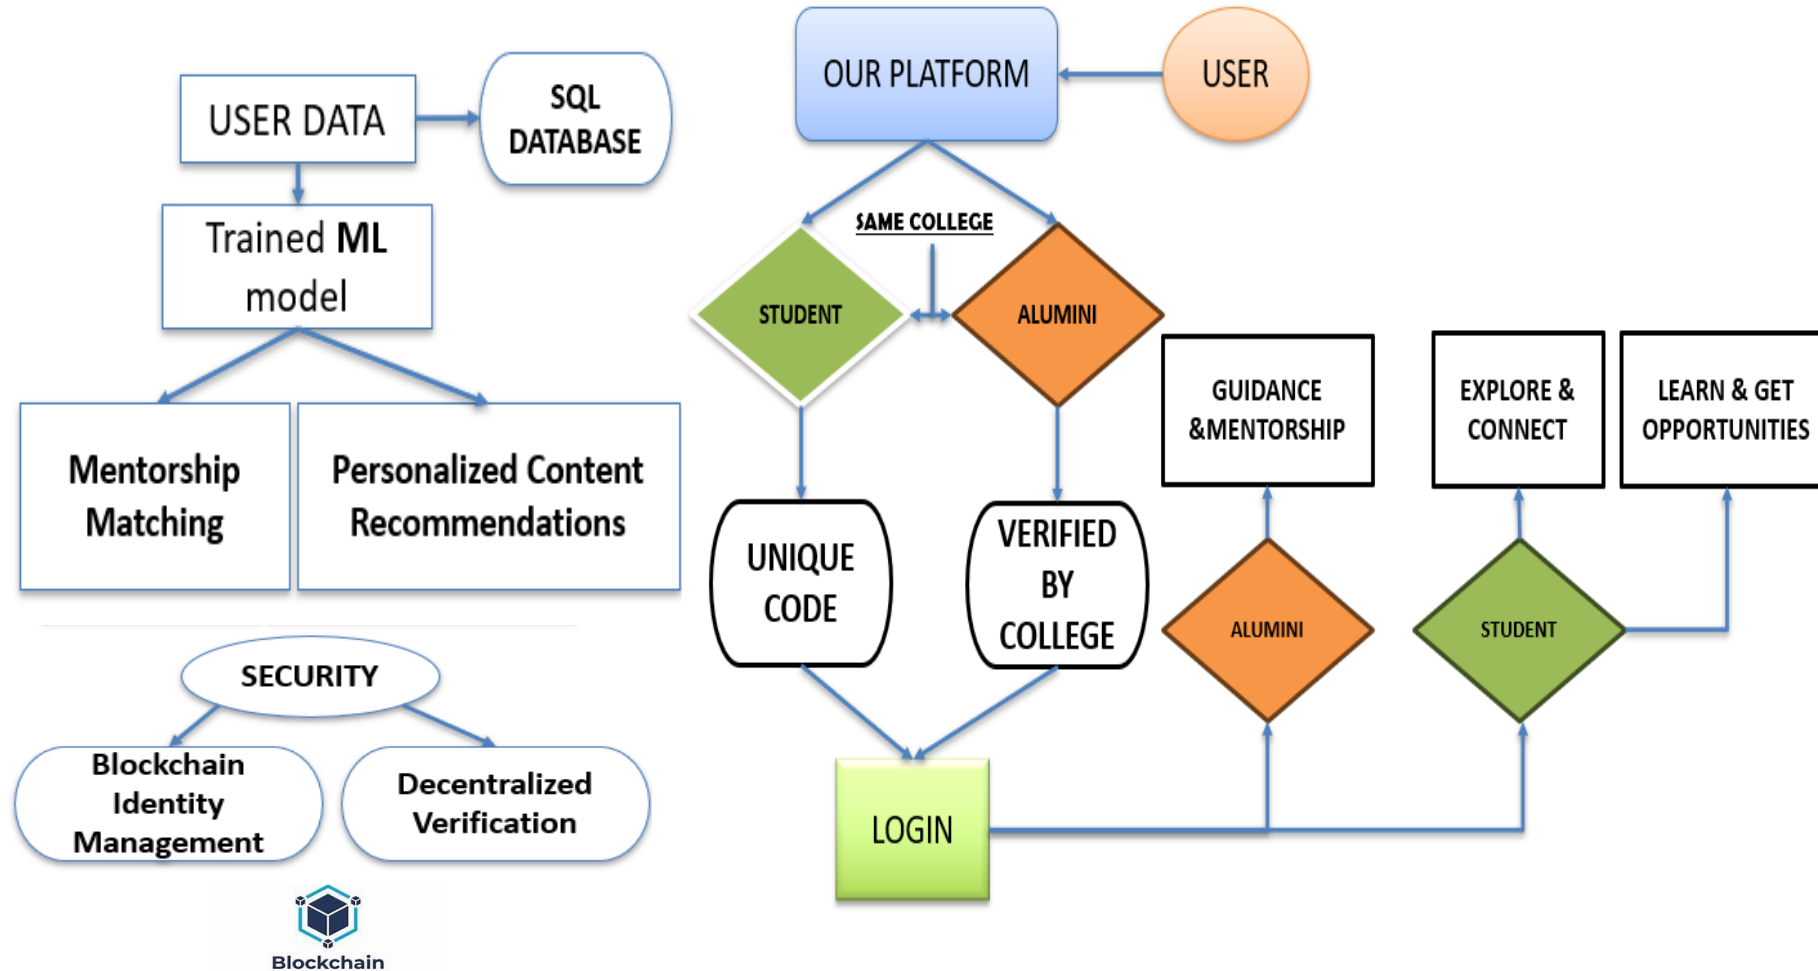 USER DATA
SQL
DATABASE
Trained ML
model
Mentorship
Matching
Personalized Content
Recommendations
SECURITY
Blockchain
Identity
Management
Decentralized
Verification
Blockchain
OUR PLATFORM
USER
SAME COLLEGE
STUDENT
ALUMINI
UNIQUE
CODE
VERIFIED
BY
COLLEGE
LOGIN
GUIDANCE
&MENTORSHIP
EXPLORE &
CONNECT
LEARN & GET
OPPORTUNITIES
ALUMINI
STUDENT